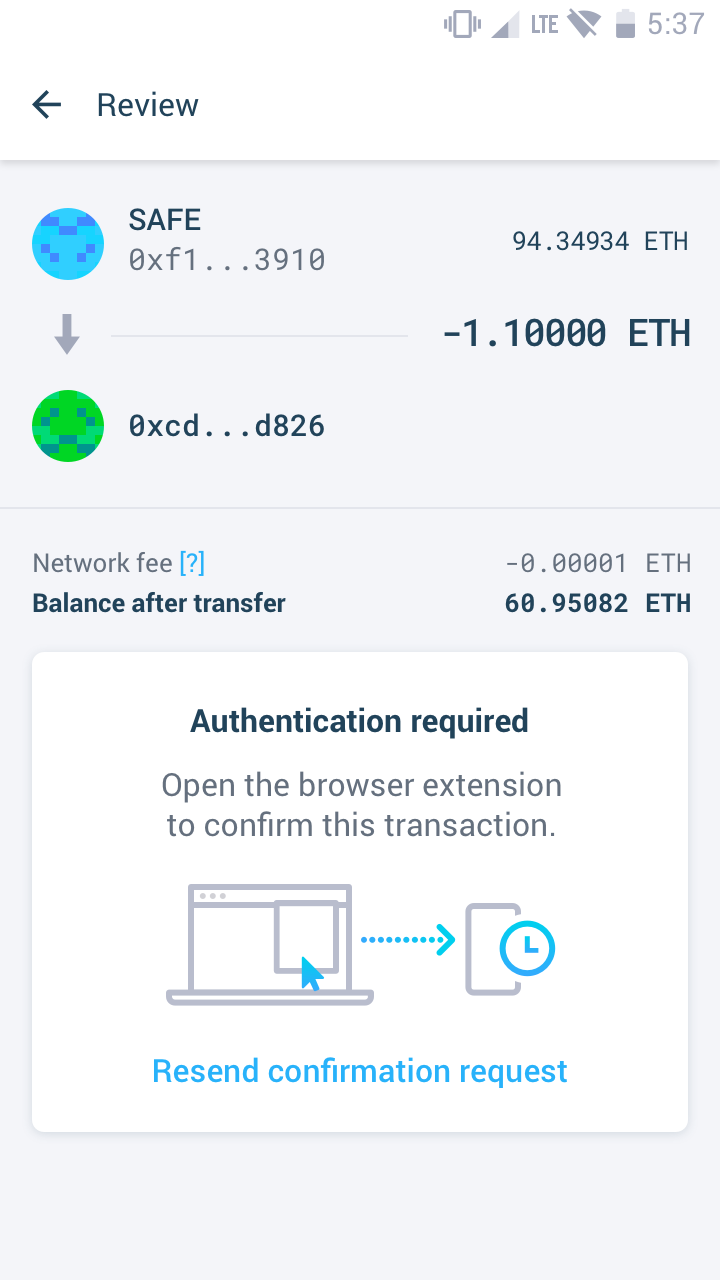 LTE 5:37
Review
SAFE
0xf1...3910
94.34934 ETH
-1.10000 ETH
0xcd...d826
Network fee [?] -0.00001 ETH
Balance after transfer 60.95082 ETH
Authentication required
Open the browser extension
to confirm this transaction.
Resend confirmation request